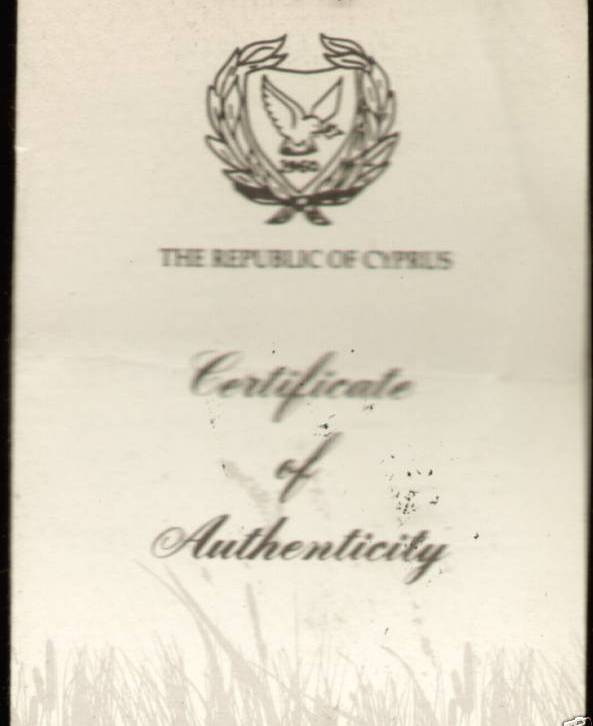 1960
THE REPUBLIC OF CYPRUS
Certificate
of
Authenticity